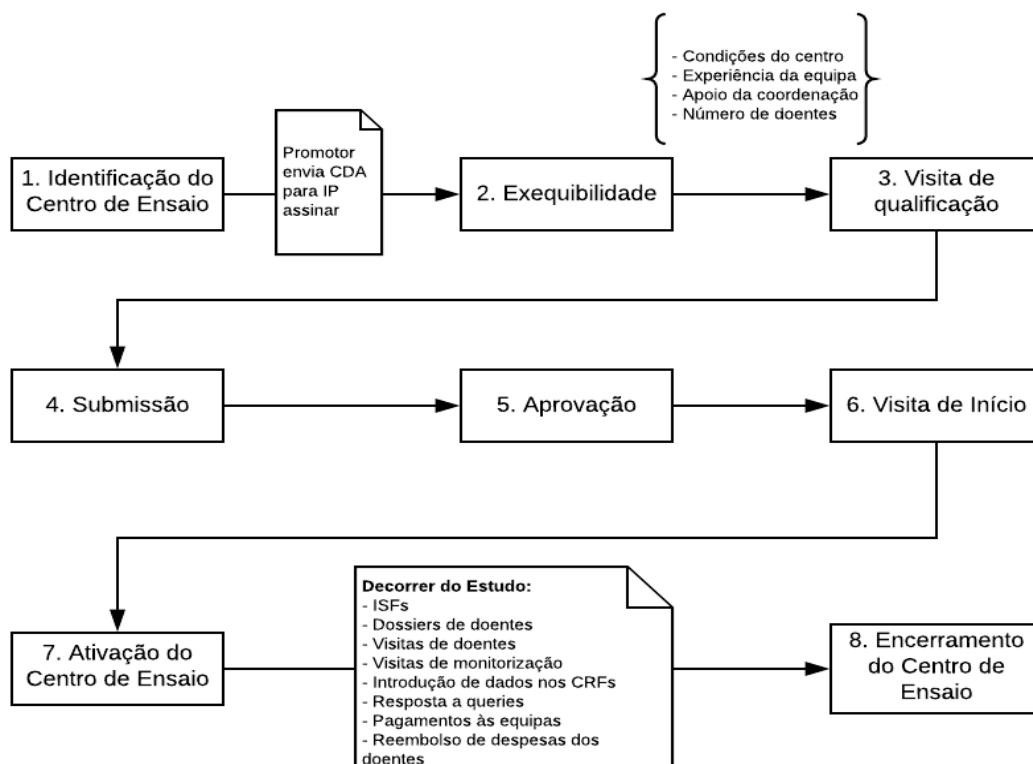 - Condições do centro
- Experiência da equipa
- Apoio da coordenação
- Número de doentes
1. Identificação do
Centro de Ensaio
Promotor
envia CDA
para IP
assinar
2. Exequibilidade
3. Visita de
qualificação
4. Submissão
5. Aprovação
6. Visita de Início
7. Ativação do
Centro de Ensaio
Decorrer do Estudo:
- ISFs
- Dossiers de doentes
- Visitas de doentes
- Visitas de monitorização
- Introdução de dados nos CRFs
- Resposta a queries
- Pagamentos às equipas
- Reembolso de despesas dos
doentes
8. Encerramento
do Centro de
Ensaio